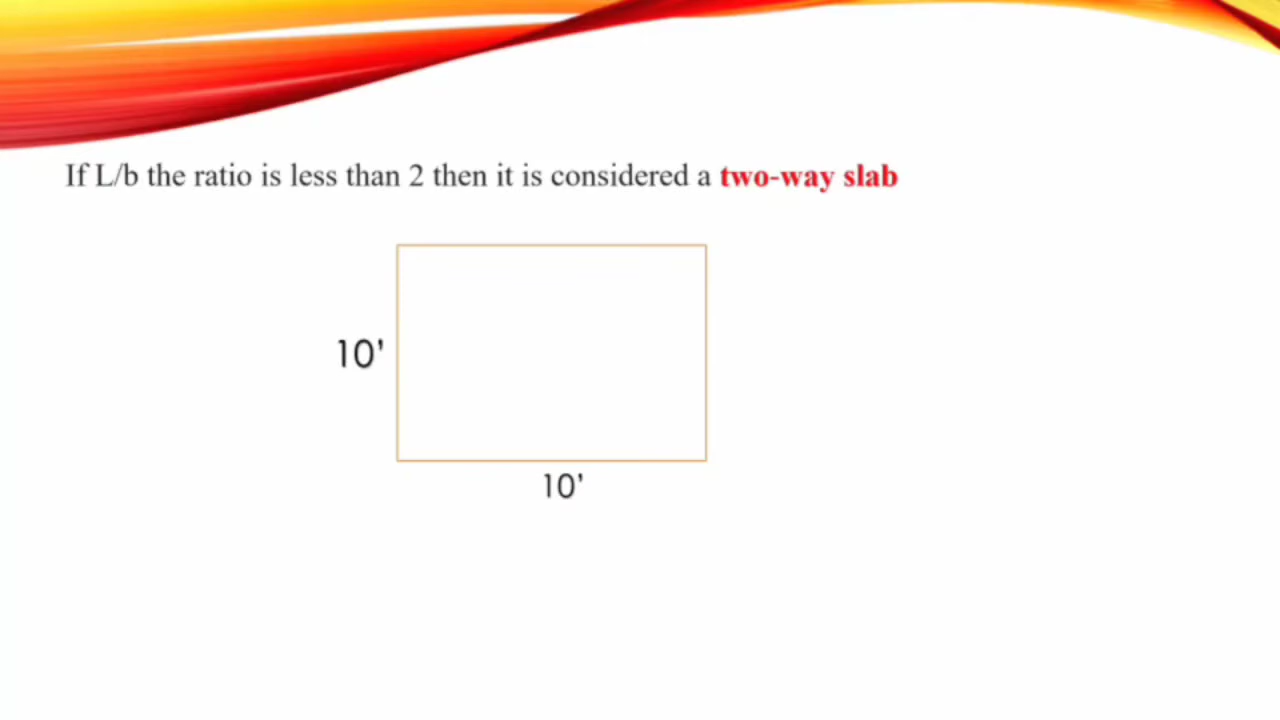 If L/b the ratio is less than 2 then it is considered a two-way slab
10'
10'